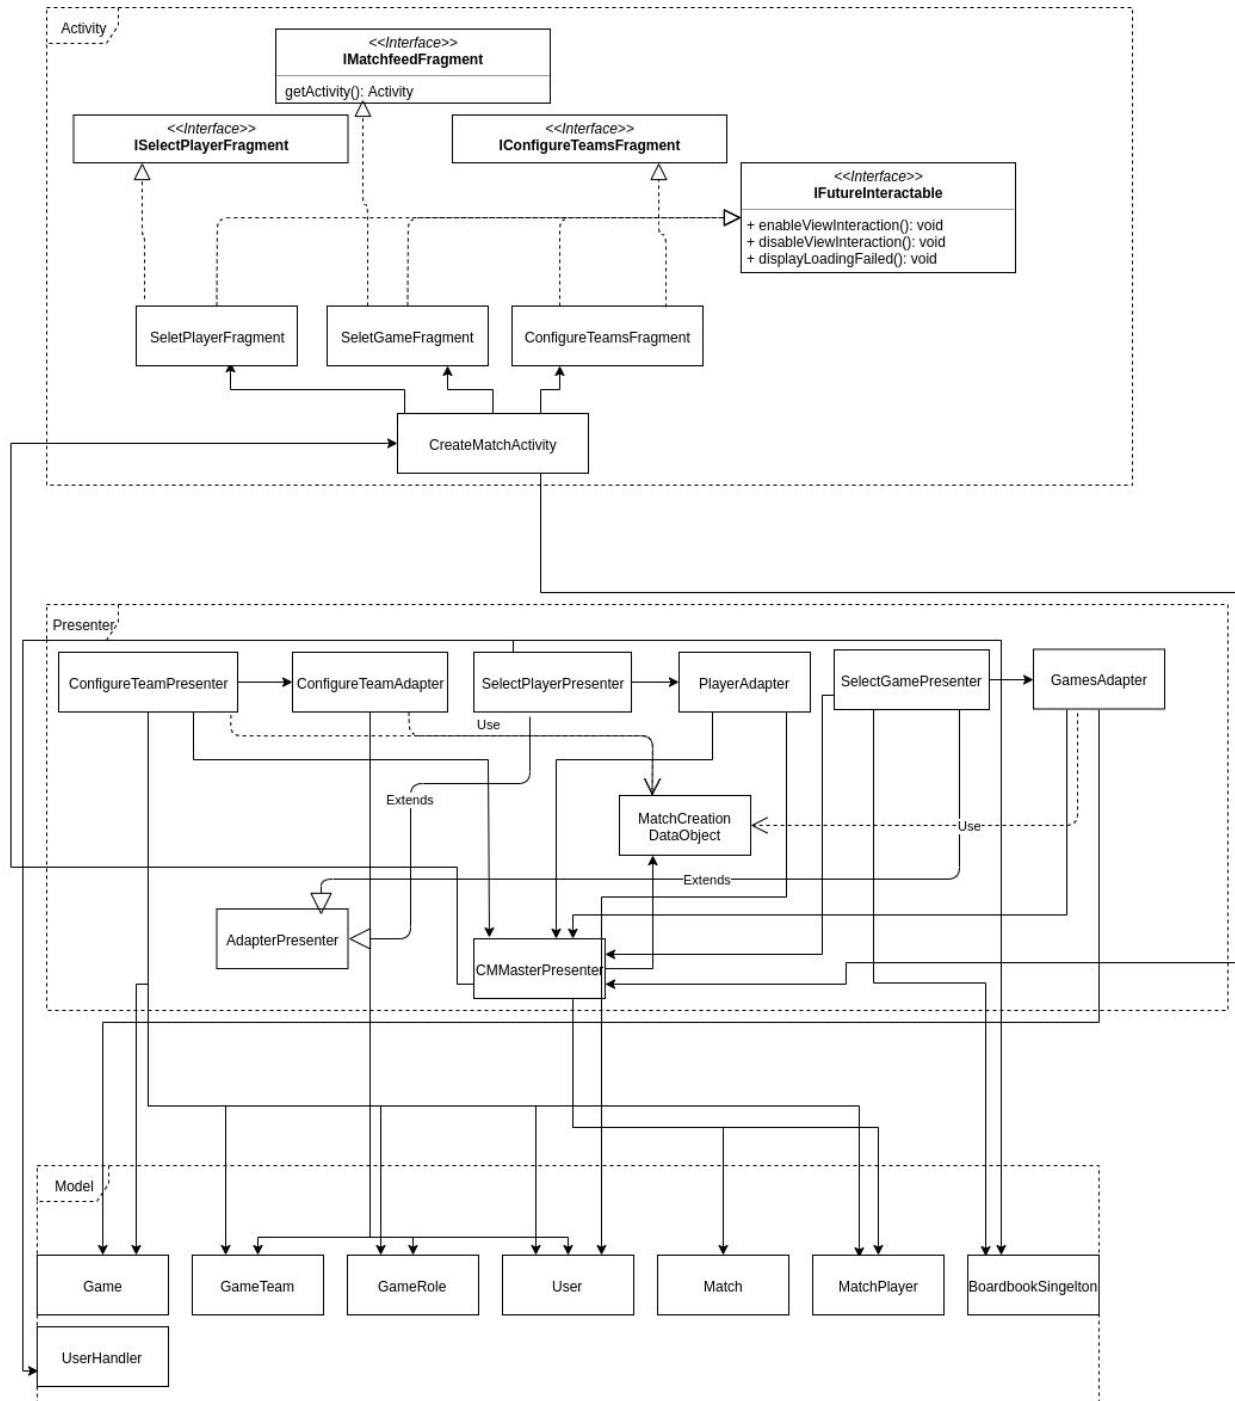 Activity
<<Interface>>
IMatchfeedFragment
getActivity(): Activity
<<Interface>>
ISelectPlayerFragment
<<Interface>>
IConfigureTeamsFragment
<<Interface>>
IFutureInteractable
+ enableViewInteraction(): void
+ disableViewInteraction(): void
+ displayLoadingFailed(): void
SeletPlayerFragment
SeletGameFragment
ConfigureTeamsFragment
CreateMatchActivity
Presenter
ConfigureTeamPresenter
ConfigureTeamAdapter
SelectPlayerPresenter
PlayerAdapter
SelectGamePresenter
GamesAdapter
Use
Extends
MatchCreation
DataObject
Use
Extends
AdapterPresenter
CMMasterPresenter
Model
Game
GameTeam
GameRole
User
Match
MatchPlayer
BoardbookSingelton
UserHandler